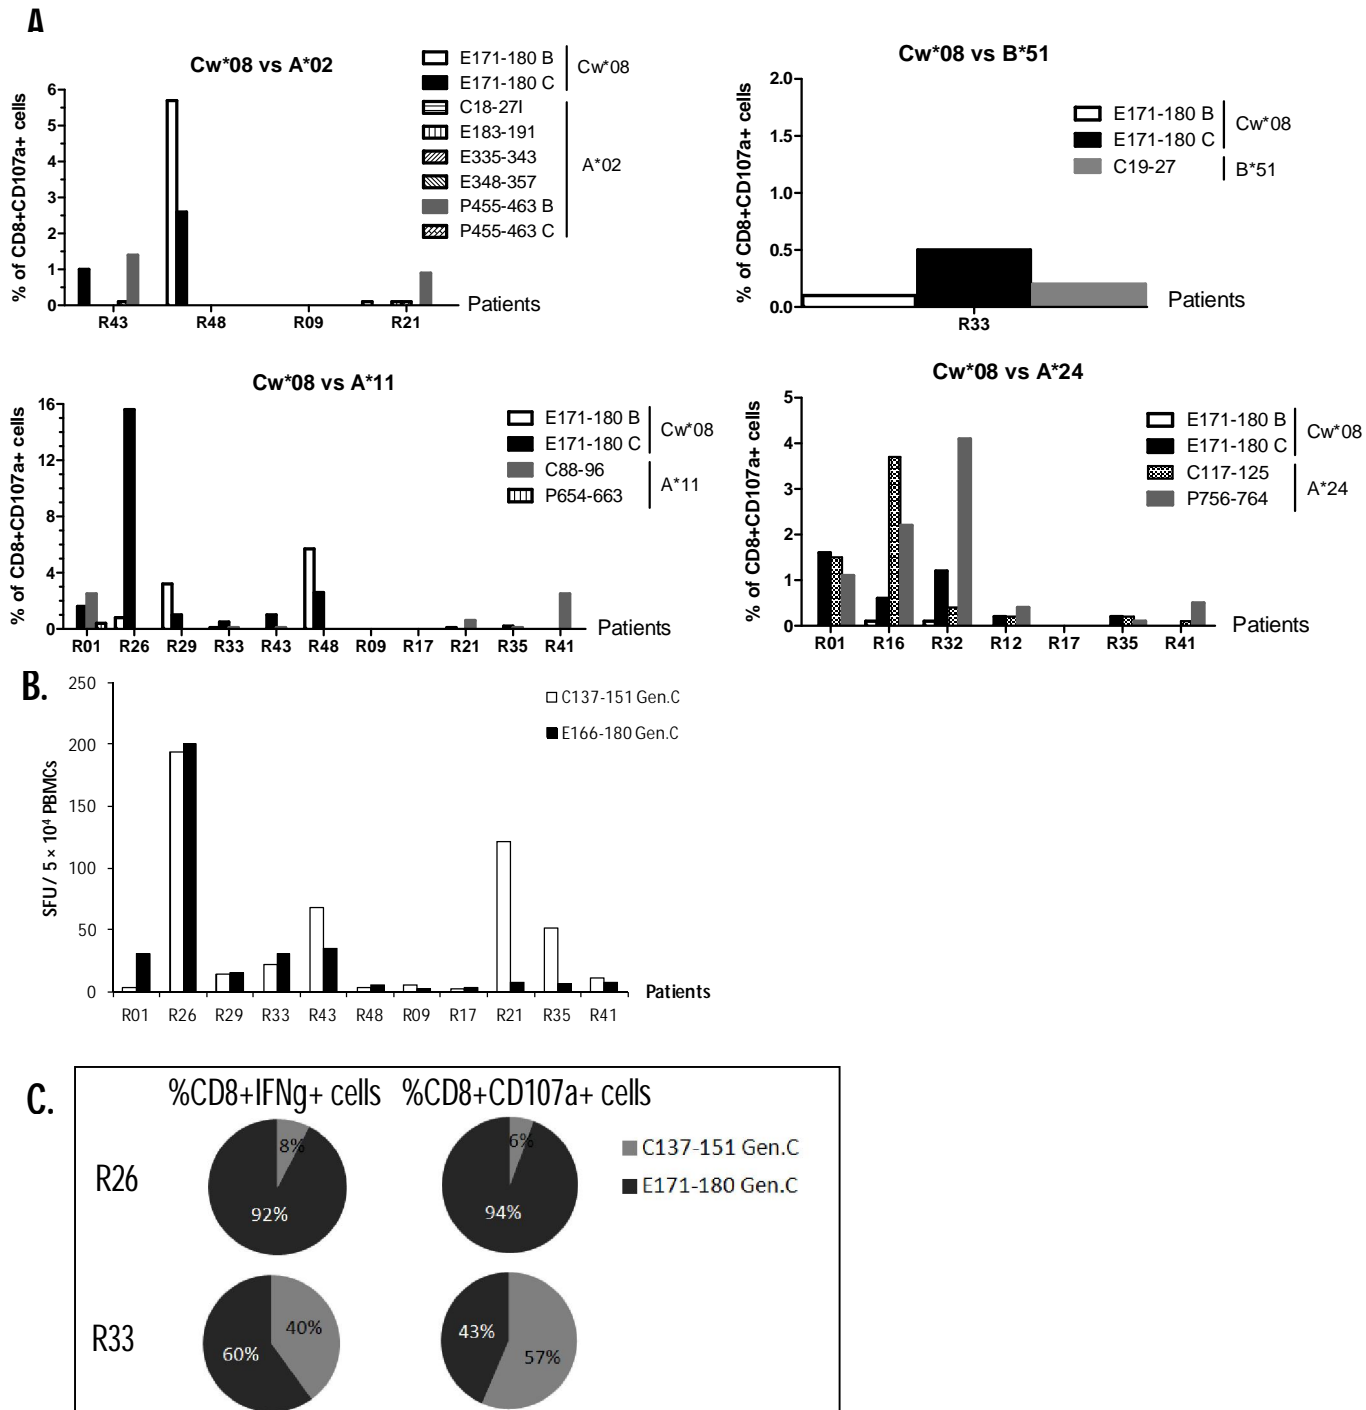 A
Cw*08 vs A*02
% of CD8+CD107a+ cells
6
5
4
3
2
1
0
R43 R48 R09 R21
Patients
E171-180 B
E171-180 C
C18-27I
E183-191
E335-343
E348-357
P455-463 B
P455-463 C
Cw*08
A*02
Cw*08 vs B*51
% of CD8+CD107a+ cells
2.0
1.5
1.0
0.5
0.0
R33
Patients
E171-180 B
E171-180 C
C19-27
Cw*08
B*51
Cw*08 vs A*11
% of CD8+CD107a+ cells
16
12
8
4
0
R01 R26 R29 R33 R43 R48 R09 R17 R21 R35 R41
Patients
E171-180 B
E171-180 C
C88-96
P654-663
Cw*08
A*11
Cw*08 vs A*24
% of CD8+CD107a+ cells
5
4
3
2
1
0
R01 R16 R32 R12 R17 R35 R41
Patients
E171-180 B
E171-180 C
C117-125
P756-764
Cw*08
A*24
B.
SFU / 5 × 10⁴ PBMCs
250
200
150
100
50
0
R01 R26 R29 R33 R43 R48 R09 R17 R21 R35 R41
Patients
C137-151 Gen.C
E166-180 Gen.C
C.
%CD8+IFNg+ cells %CD8+CD107a+ cells
R26
8%
92%
6%
94%
C137-151 Gen.C
E171-180 Gen.C
R33
40%
60%
43%
57%